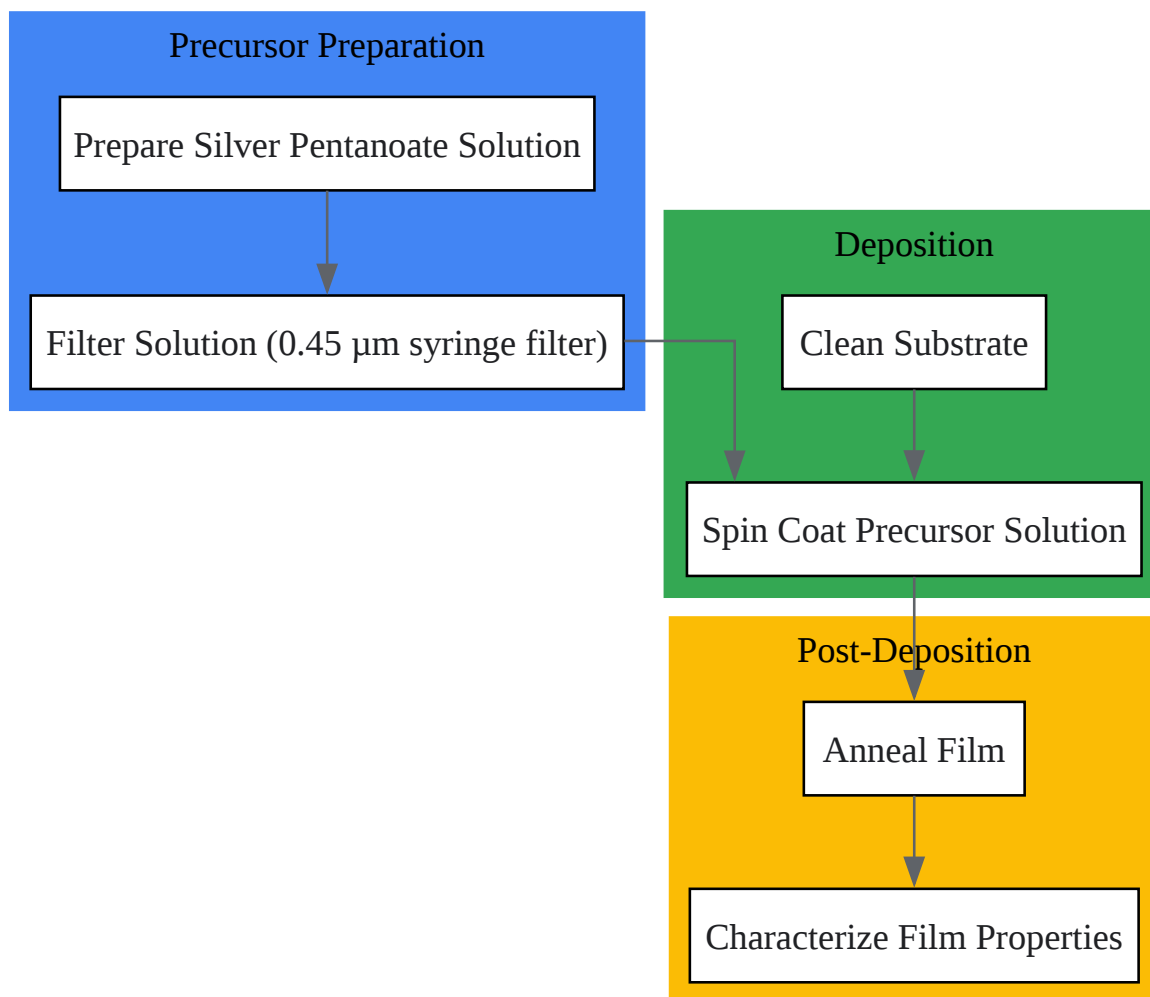 Precursor Preparation
Prepare Silver Pentanoate Solution
Filter Solution (0.45 µm syringe filter)
Deposition
Clean Substrate
Spin Coat Precursor Solution
Post-Deposition
Anneal Film
Characterize Film Properties